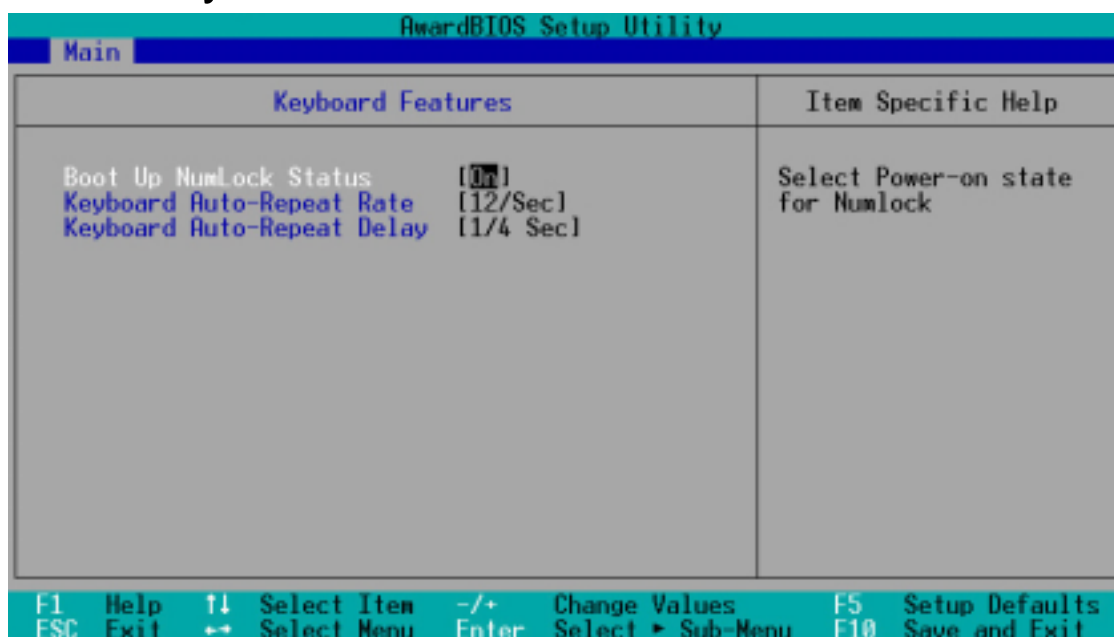 AwardBIOS Setup Utility
Main
Keyboard Features
Item Specific Help
Boot Up NumLock Status [On]
Keyboard Auto-Repeat Rate [12/Sec]
Keyboard Auto-Repeat Delay [1/4 Sec]
Select Power-on state
for Numlock
F1 Help ↑↓ Select Item -/+ Change Values F5 Setup Defaults
ESC Exit ←→ Select Menu Enter Select ► Sub-Menu F10 Save and Exit